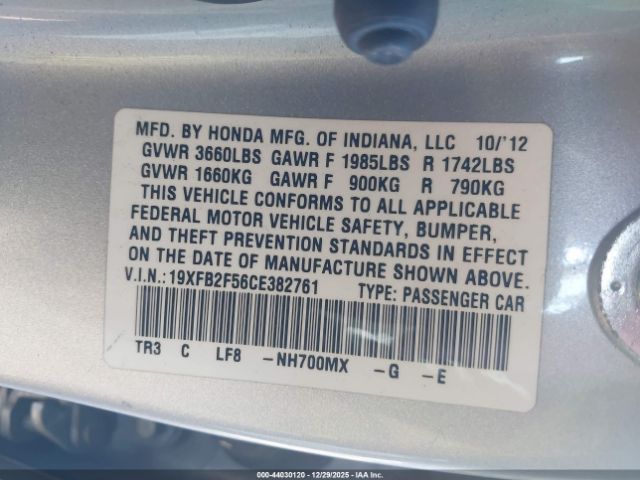 MFD. BY HONDA MFG. OF INDIANA, LLC 10/'12
GVWR 3660LBS GAWR F 1985LBS R 1742LBS
GVWR 1660KG GAWR F 900KG R 790KG
THIS VEHICLE CONFORMS TO ALL APPLICABLE
FEDERAL MOTOR VEHICLE SAFETY, BUMPER,
AND THEFT PREVENTION STANDARDS IN EFFECT
ON THE DATE OF MANUFACTURE SHOWN ABOVE.
V.I.N.: 19XFB2F56CE382761 TYPE: PASSENGER CAR
TR3 C LF8 -NH700MX -G -E
000-44030120 12/29/2025 IAAI.com